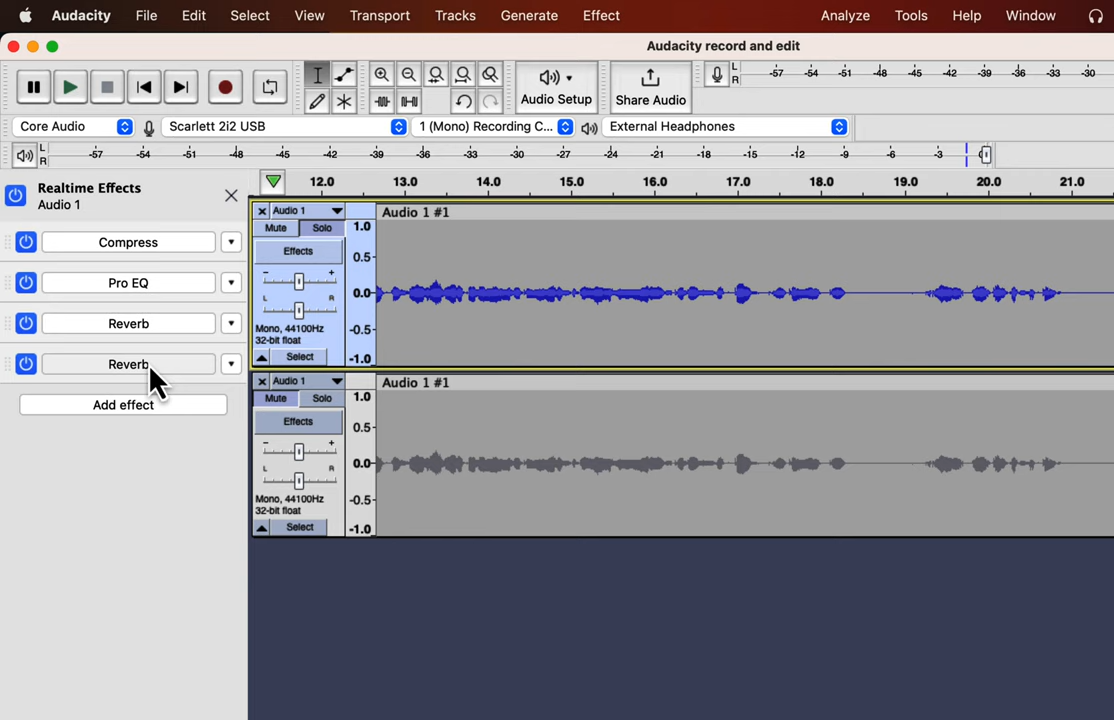 Audacity File Edit Select View Transport Tracks Generate Effect Analyze Tools Help Window
Audacity record and edit
Audio Setup
Share Audio
L
R
-57 -54 -51 -48 -45 -42 -39 -36 -33 -30
Core Audio
Scarlett 2i2 USB
1 (Mono) Recording C...
External Headphones
L
R
-57 -54 -51 -48 -45 -42 -39 -36 -33 -30 -27 -24 -21 -18 -15 -12 -9 -6 -3 0
Realtime Effects
Audio 1
12.0 13.0 14.0 15.0 16.0 17.0 18.0 19.0 20.0 21.0
Compress
Pro EQ
Reverb
Reverb
Add effect
Audio 1
Audio 1 #1
Mute Solo
Effects
- +
L R
Mono, 44100Hz
32-bit float
Select
1.0
0.5-
0.0-
-0.5-
-1.0
Audio 1
Audio 1 #1
Mute Solo
Effects
- +
L R
Mono, 44100Hz
32-bit float
Select
1.0
0.5-
0.0-
-0.5-
-1.0